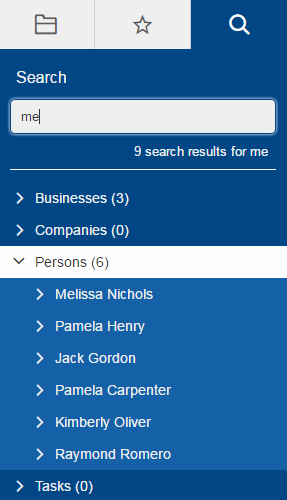 Search
me
9 search results for me
Businesses (3)
Companies (0)
Persons (6)
Melissa Nichols
Pamela Henry
Jack Gordon
Pamela Carpenter
Kimberly Oliver
Raymond Romero
Tasks (0)